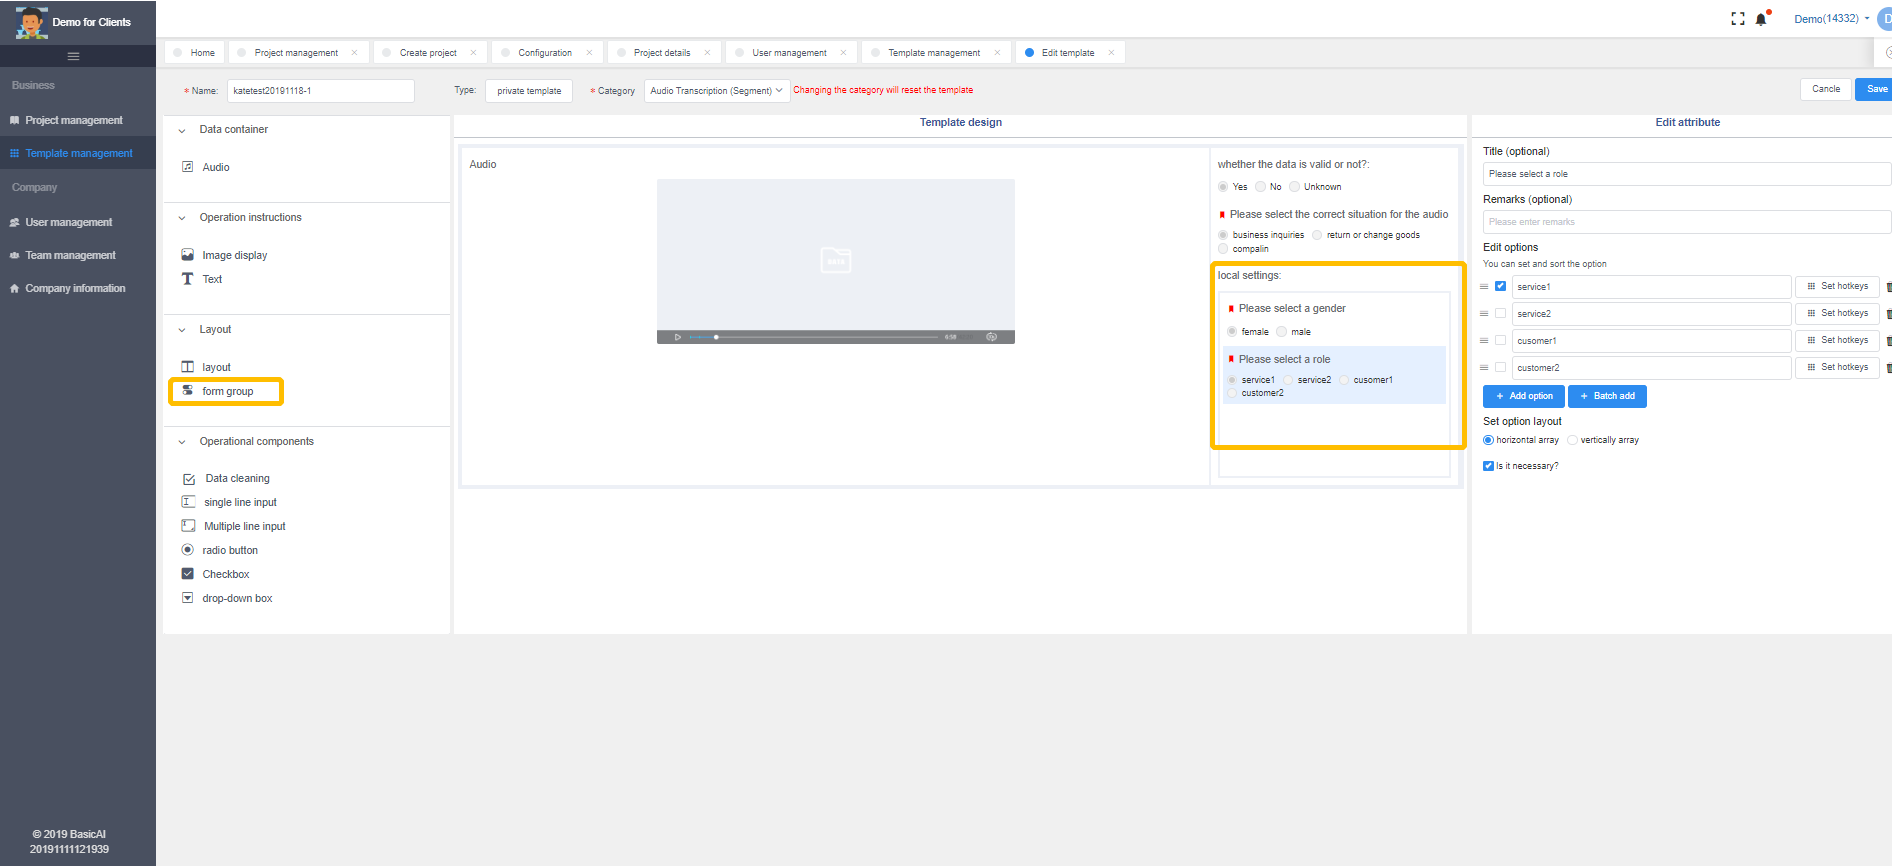 Demo for Clients
Demo(14332)
D
Home
Project management
Create project
Configuration
Project details
User management
Template management
Edit template
Business
Project management
Template management
Company
User management
Team management
Company information
© 2019 BasicAI
20191111121939
* Name: katetest20191118-1
Type: private template
* Category Audio Transcription (Segment) Changing the category will reset the template
Cancle
Save
Data container
Audio
Operation instructions
Image display
Text
Layout
layout
form group
Operational components
Data cleaning
single line input
Multiple line input
radio button
Checkbox
drop-down box
Template design
Audio
DATA
0:58
whether the data is valid or not?:
Yes No Unknown
Please select the correct situation for the audio
business inquiries return or change goods
compalin
local settings:
Please select a gender
female male
Please select a role
service1 service2 cusomer1
customer2
Edit attribute
Title (optional)
Please select a role
Remarks (optional)
Please enter remarks
Edit options
You can set and sort the option
service1 Set hotkeys
service2 Set hotkeys
cusomer1 Set hotkeys
customer2 Set hotkeys
+ Add option + Batch add
Set option layout
horizontal array vertically array
Is it necessary?